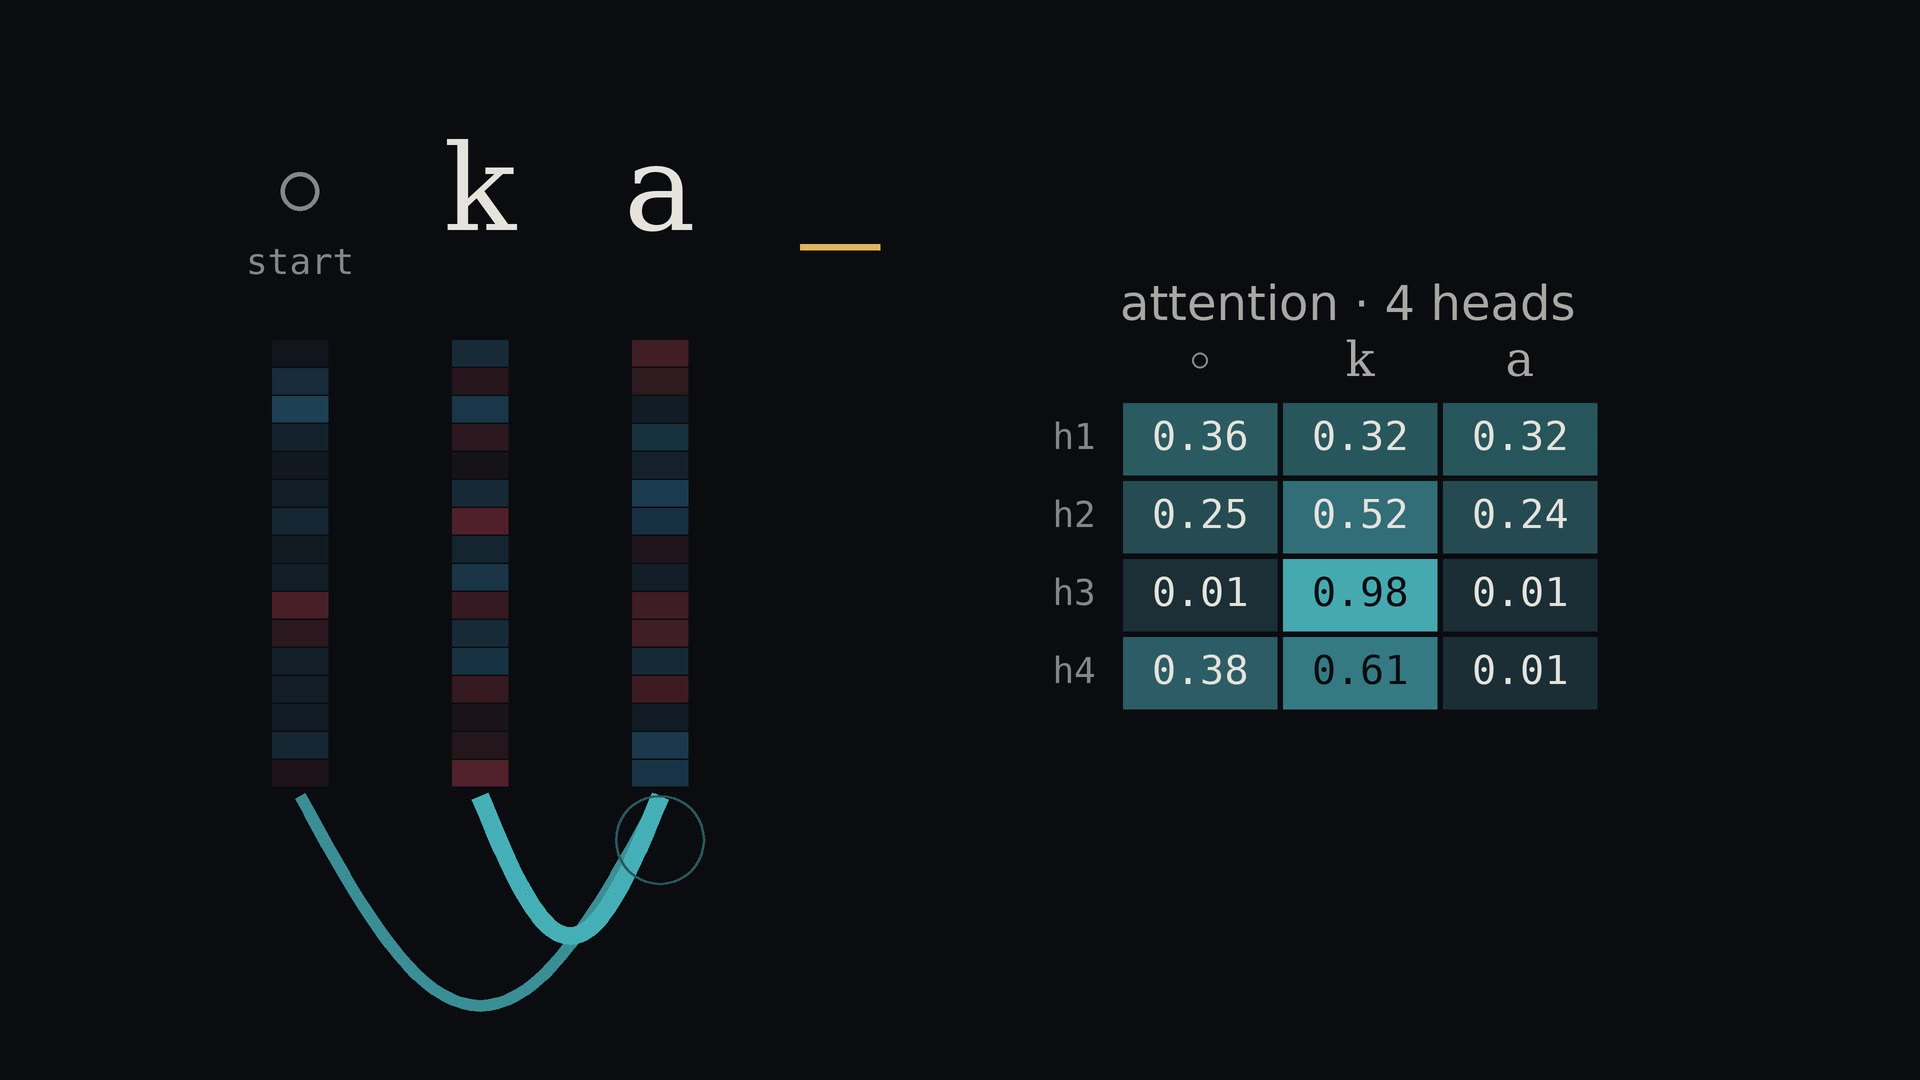 ○ k a _
start
attention · 4 heads
○ k a
h1 0.36 0.32 0.32
h2 0.25 0.52 0.24
h3 0.01 0.98 0.01
h4 0.38 0.61 0.01